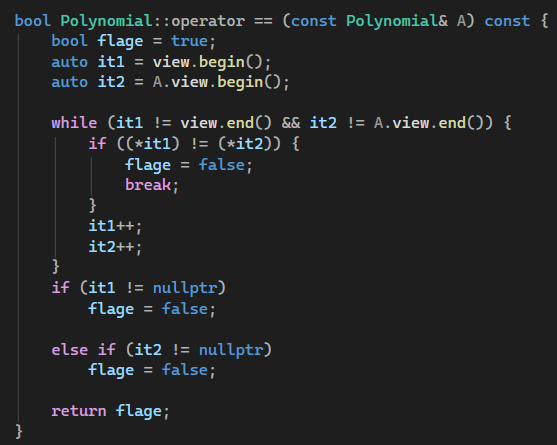 bool Polynomial::operator == (const Polynomial& A) const {
bool flage = true;
auto it1 = view.begin();
auto it2 = A.view.begin();
while (it1 != view.end() && it2 != A.view.end()) {
if ((*it1) != (*it2)) {
flage = false;
break;
}
it1++;
it2++;
}
if (it1 != nullptr)
flage = false;
else if (it2 != nullptr)
flage = false;
return flage;
}